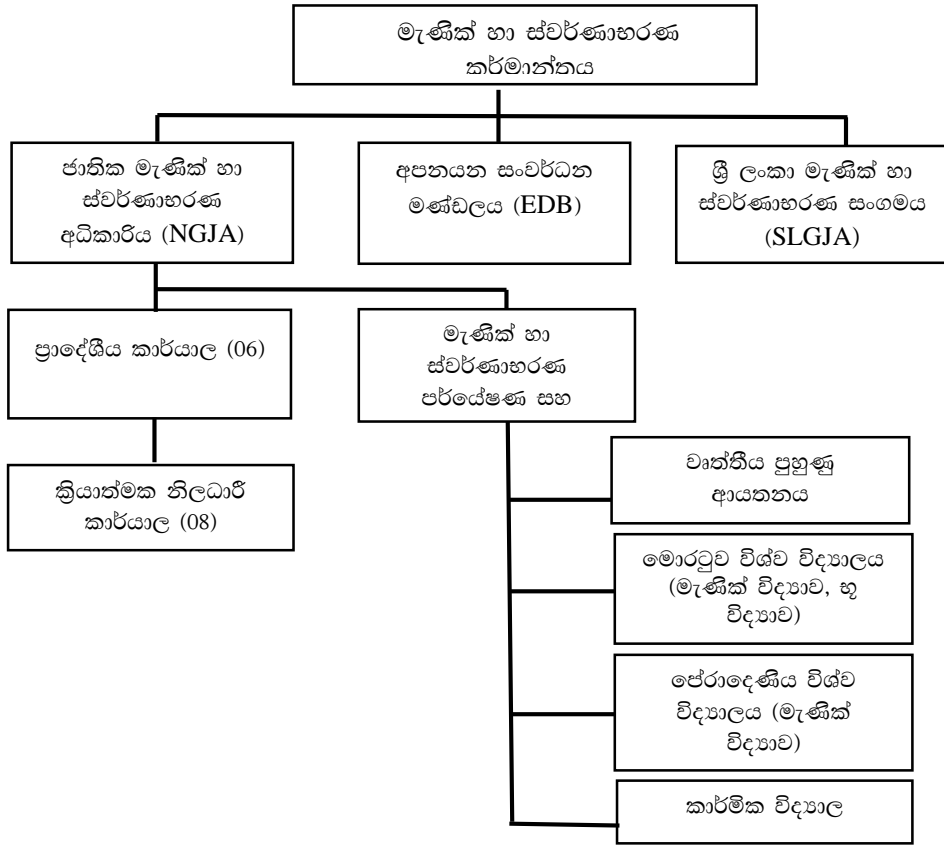 මැණික් හා ස්වර්ණාභරණ
කර්මාන්තය
ජාතික මැණික් හා
ස්වර්ණාභරණ
අධිකාරිය (NGJA)
අපනයන සංවර්ධන
මණ්ඩලය (EDB)
ශ්‍රී ලංකා මැණික් හා
ස්වර්ණාභරණ සංගමය
(SLGJA)
ප්‍රාදේශීය කාර්යාල (06)
මැණික් හා
ස්වර්ණාභරණ
පර්යේෂණ සහ
ක්‍රියාත්මක නිලධාරී
කාර්යාල (08)
වෘත්තීය පුහුණු
ආයතනය
මොරටුව විශ්ව විද්‍යාලය
(මැණික් විද්‍යාව, භූ
විද්‍යාව)
පේරාදෙණිය විශ්ව
විද්‍යාලය (මැණික්
විද්‍යාව)
කාර්මික විද්‍යාල